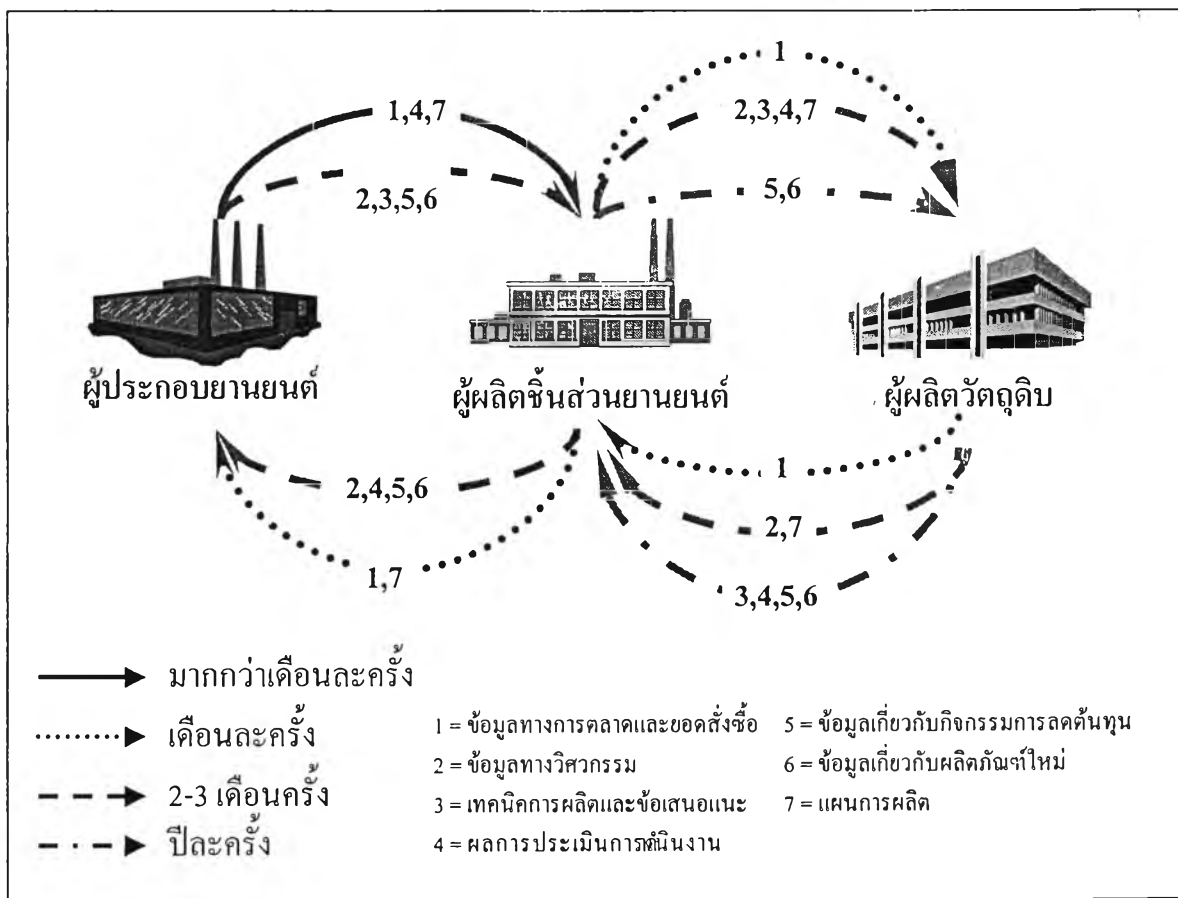 1
1,4,7
2,3,4,7
2,3,5,6
5,6
ผู้ประกอบยานยนต์
ผู้ผลิตชิ้นส่วนยานยนต์
ผู้ผลิตวัตถุดิบ
1
2,4,5,6
2,7
1,7
3,4,5,6
มากกว่าเดือนละครั้ง
เดือนละครั้ง
2-3 เดือนครั้ง
ปีละครั้ง
1 = ข้อมูลทางการตลาดและยอดสั่งซื้อ
2 = ข้อมูลทางวิศวกรรม
3 = เทคนิคการผลิตและข้อเสนอแนะ
4 = ผลการประเมินการดำเนินงาน
5 = ข้อมูลเกี่ยวกับกิจกรรมการลดต้นทุน
6 = ข้อมูลเกี่ยวกับผลิตภัณฑ์ใหม่
7 = แผนการผลิต